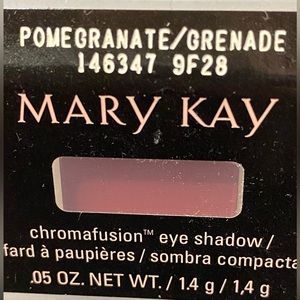 POMEGRANATE/GRENADE
146347 9F28
MARY KAY
chromafusion™ eye shadow /
fard à paupières / sombra compacta
.05 OZ. NET WT. / 1.4 g / 1,4 g